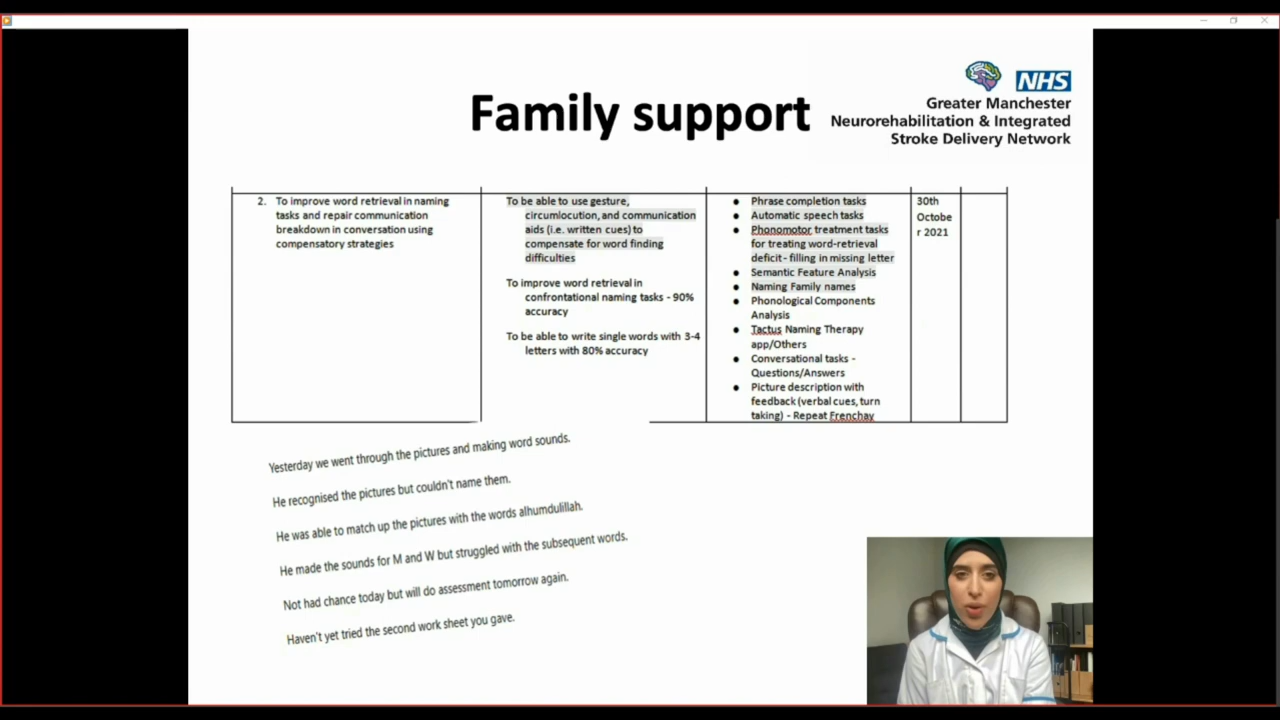 Family support
NHS
Greater Manchester
Neurorehabilitation & Integrated
Stroke Delivery Network
2. To improve word retrieval in naming
tasks and repair communication
breakdown in conversation using
compensatory strategies
To be able to use gesture,
circumlocution, and communication
aids (i.e. written cues) to
compensate for word finding
difficulties
To improve word retrieval in
confrontational naming tasks - 90%
accuracy
To be able to write single words with 3-4
letters with 80% accuracy
● Phrase completion tasks
● Automatic speech tasks
● Phonomotor treatment tasks
for treating word-retrieval
deficit - filling in missing letter
● Semantic Feature Analysis
● Naming Family names
● Phonological Components
Analysis
● Tactus Naming Therapy
app/Others
● Conversational tasks -
Questions/Answers
● Picture description with
feedback (verbal cues, turn
taking) - Repeat Frenchay
30th
Octobe
r 2021
Yesterday we went through the pictures and making word sounds.
He recognised the pictures but couldn't name them.
He was able to match up the pictures with the words alhumdulillah.
He made the sounds for M and W but struggled with the subsequent words.
Not had chance today but will do assessment tomorrow again.
Haven't yet tried the second work sheet you gave.